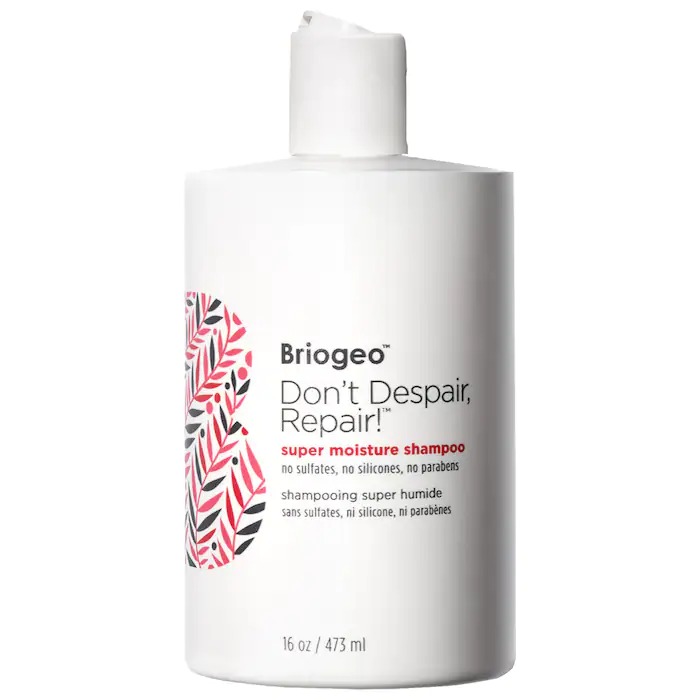 Briogeo™
Don't Despair,
Repair!™
super moisture shampoo
no sulfates, no silicones, no parabens
shampooing super humide
sans sulfates, ni silicone, ni parabènes
16 oz / 473 ml